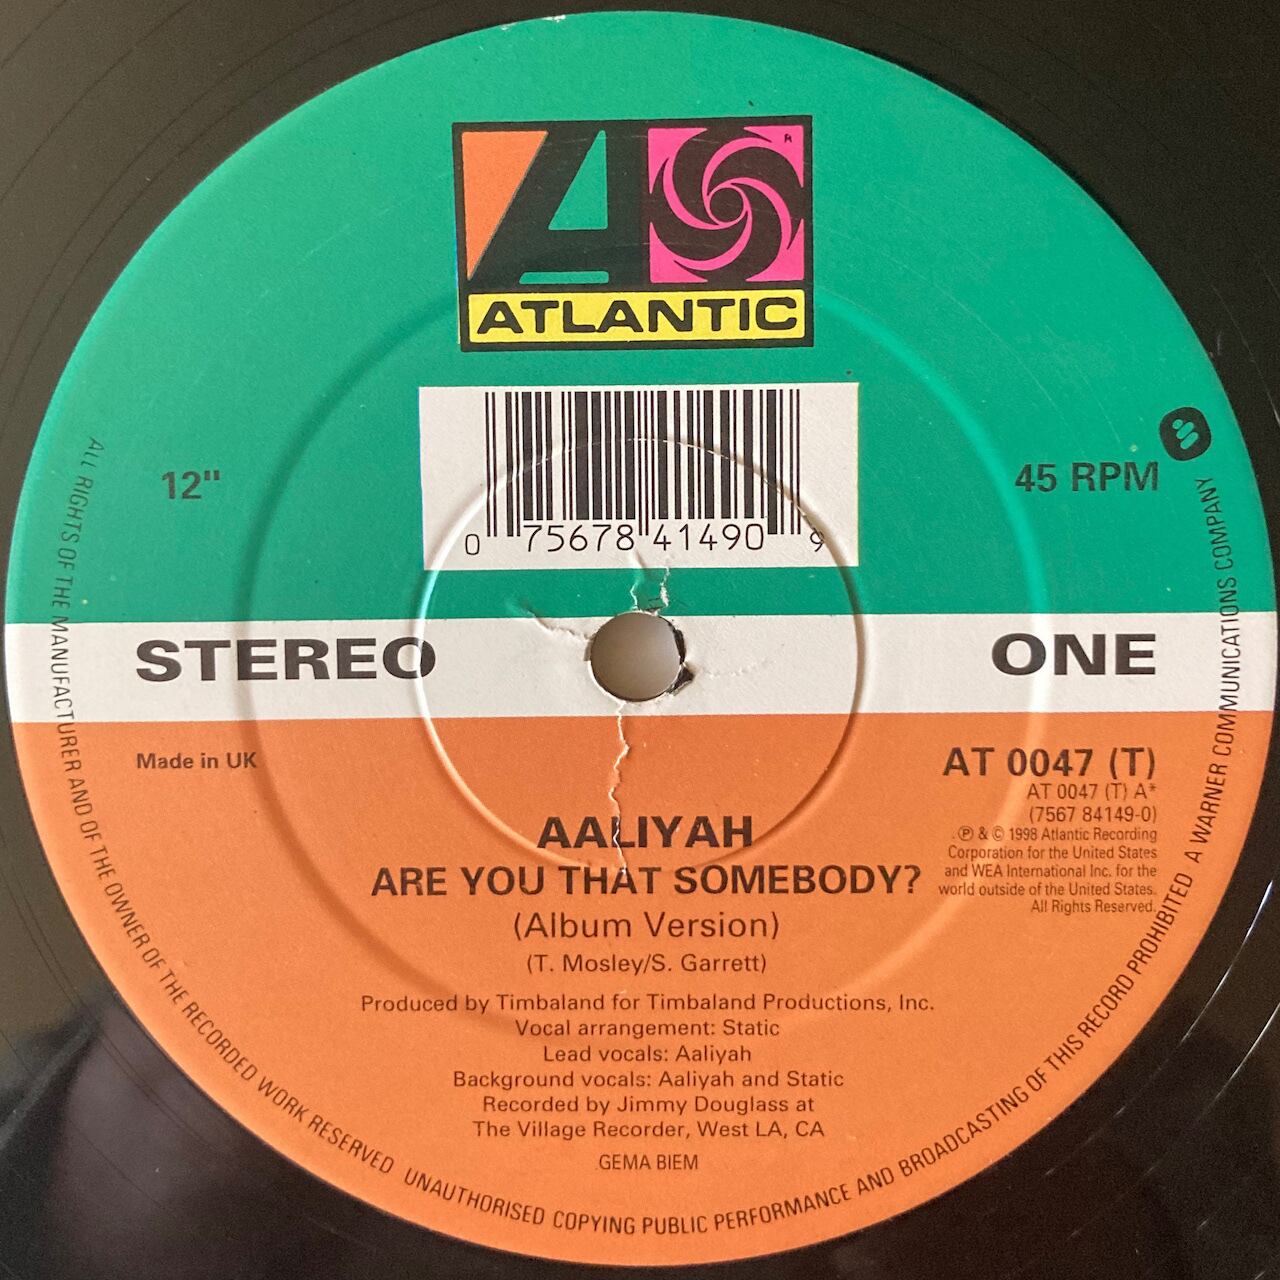 ATLANTIC
0 75678 41490 9
12" 45 RPM
STEREO ONE
Made in UK
AT 0047 (T)
AT 0047 (T) A*
(7567 84149-0)
℗ & © 1998 Atlantic Recording
Corporation for the United States
and WEA International Inc. for the
world outside of the United States.
All Rights Reserved.
AALIYAH
ARE YOU THAT SOMEBODY?
(Album Version)
(T. Mosley/S. Garrett)
Produced by Timbaland for Timbaland Productions, Inc.
Vocal arrangement: Static
Lead vocals: Aaliyah
Background vocals: Aaliyah and Static
Recorded by Jimmy Douglass at
The Village Recorder, West LA, CA
GEMA BIEM
ALL RIGHTS OF THE MANUFACTURER AND OF THE OWNER OF THE RECORDED WORK RESERVED UNAUTHORISED COPYING PUBLIC PERFORMANCE AND BROADCASTING OF THIS RECORD PROHIBITED A WARNER COMMUNICATIONS COMPANY